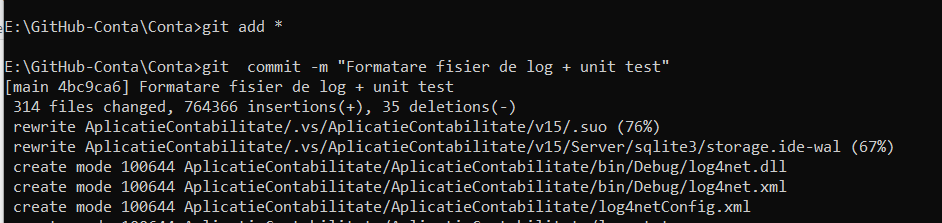 E:\GitHub-Conta\Conta>git add *
E:\GitHub-Conta\Conta>git  commit -m "Formatare fisier de log + unit test"
[main 4bc9ca6] Formatare fisier de log + unit test
 314 files changed, 764366 insertions(+), 35 deletions(-)
 rewrite AplicatieContabilitate/.vs/AplicatieContabilitate/v15/.suo (76%)
 rewrite AplicatieContabilitate/.vs/AplicatieContabilitate/v15/Server/sqlite3/storage.ide-wal (67%)
 create mode 100644 AplicatieContabilitate/AplicatieContabilitate/bin/Debug/log4net.dll
 create mode 100644 AplicatieContabilitate/AplicatieContabilitate/bin/Debug/log4net.xml
 create mode 100644 AplicatieContabilitate/AplicatieContabilitate/log4netConfig.xml